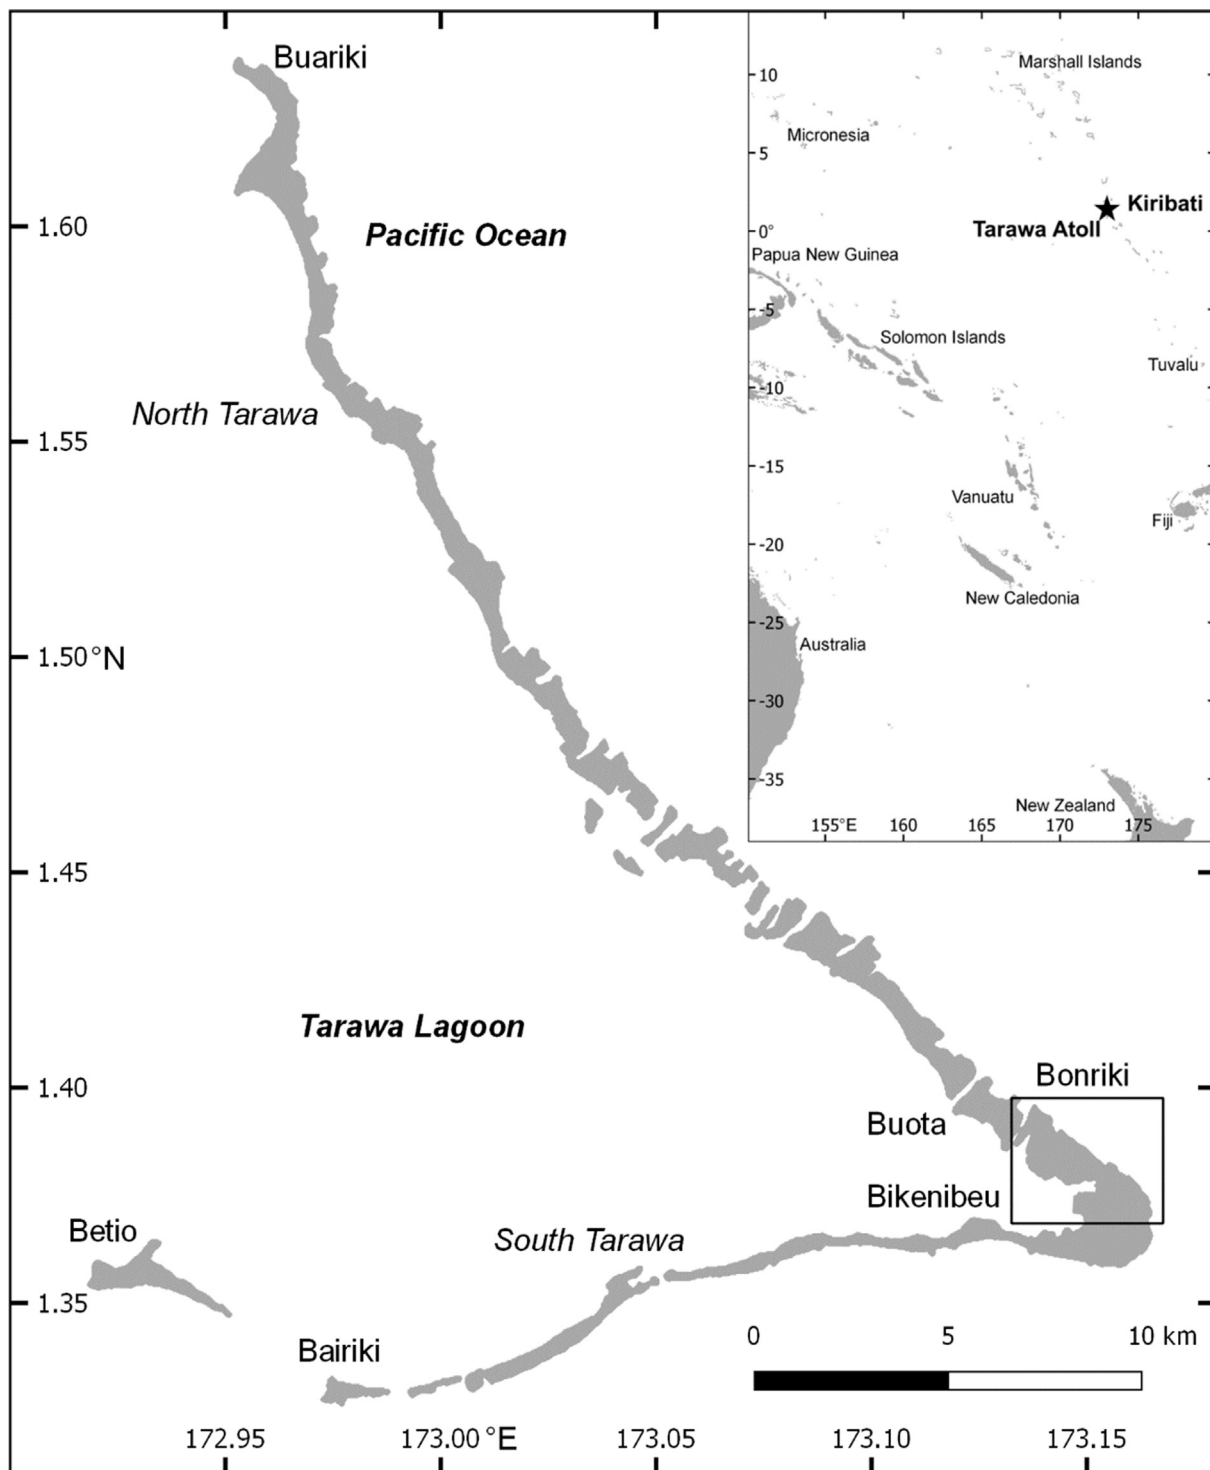 Buariki
Pacific Ocean
North Tarawa
Tarawa Lagoon
Bonriki
Buota
Bikenibeu
South Tarawa
Betio
Bairiki
1.60
1.55
1.50°N
1.45
1.40
1.35
172.95
173.00°E
173.05
173.10
173.15
0
5
10 km
Marshall Islands
Micronesia
Kiribati
Tarawa Atoll
Papua New Guinea
Solomon Islands
Tuvalu
Vanuatu
Fiji
New Caledonia
Australia
New Zealand
10
5
0°
-5
-10
-15
-20
-25
-30
-35
155°E
160
165
170
175